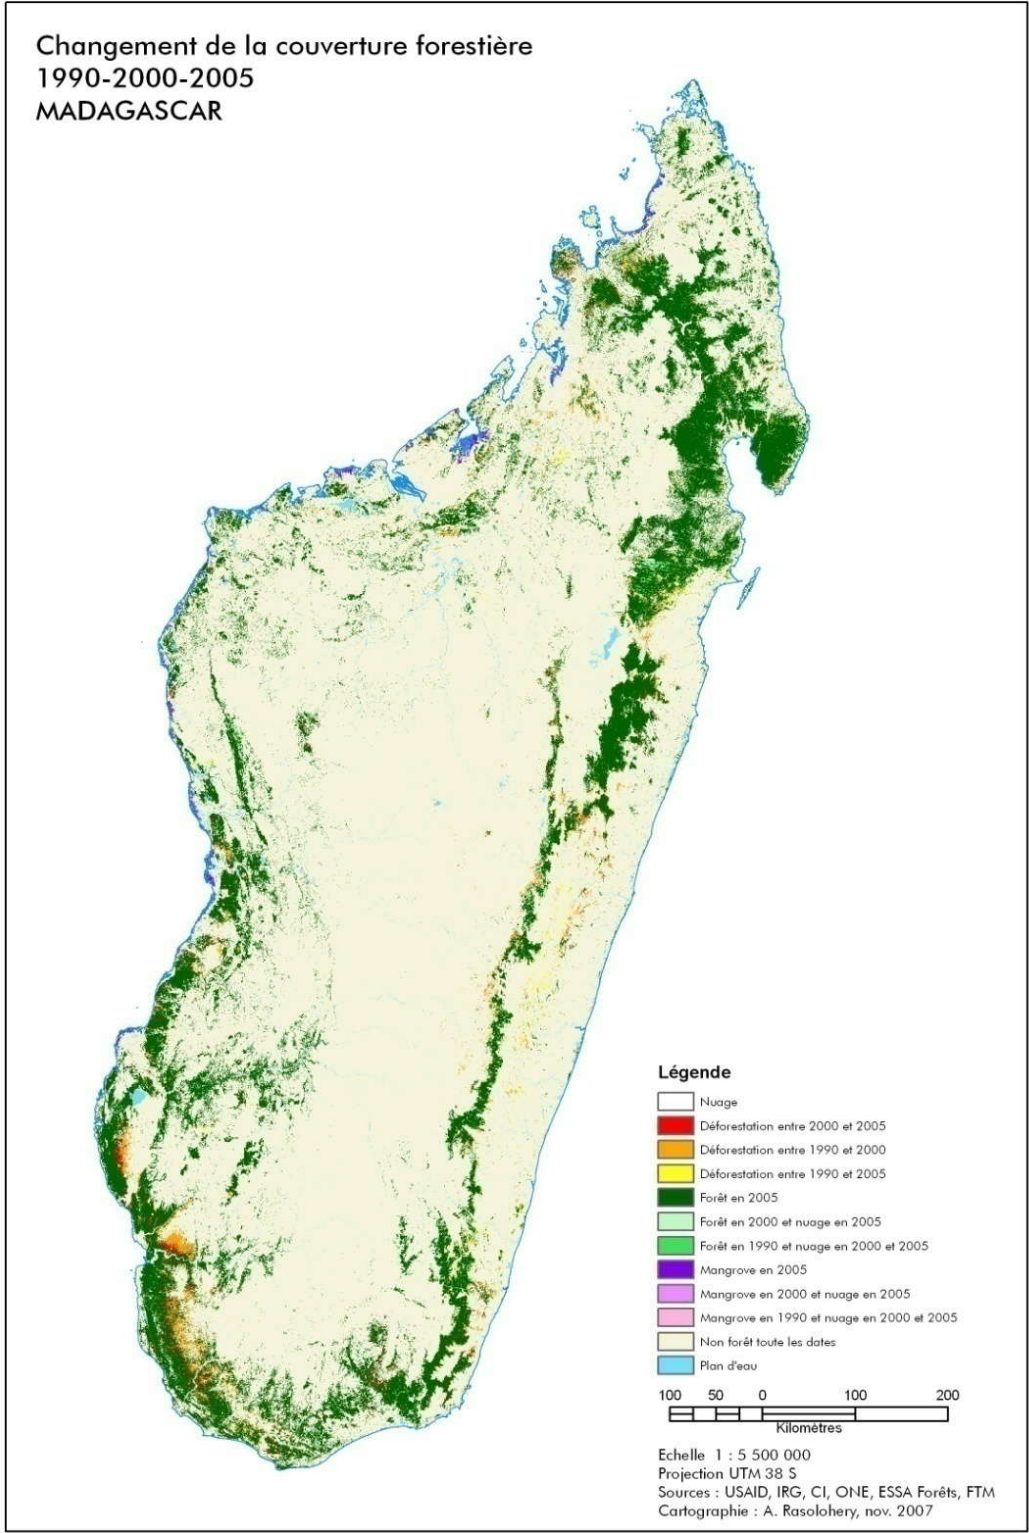 Changement de la couverture forestière
1990-2000-2005
MADAGASCAR
Légende
Nuage
Déforestation entre 2000 et 2005
Déforestation entre 1990 et 2000
Déforestation entre 1990 et 2005
Forêt en 2005
Forêt en 2000 et nuage en 2005
Forêt en 1990 et nuage en 2000 et 2005
Mangrove en 2005
Mangrove en 2000 et nuage en 2005
Mangrove en 1990 et nuage en 2000 et 2005
Non forêt toute les dates
Plan d'eau
100 50 0 100 200
Kilomètres
Echelle 1 : 5 500 000
Projection UTM 38 S
Sources : USAID, IRG, CI, ONE, ESSA Forêts, FTM
Cartographie : A. Rasolohery, nov. 2007